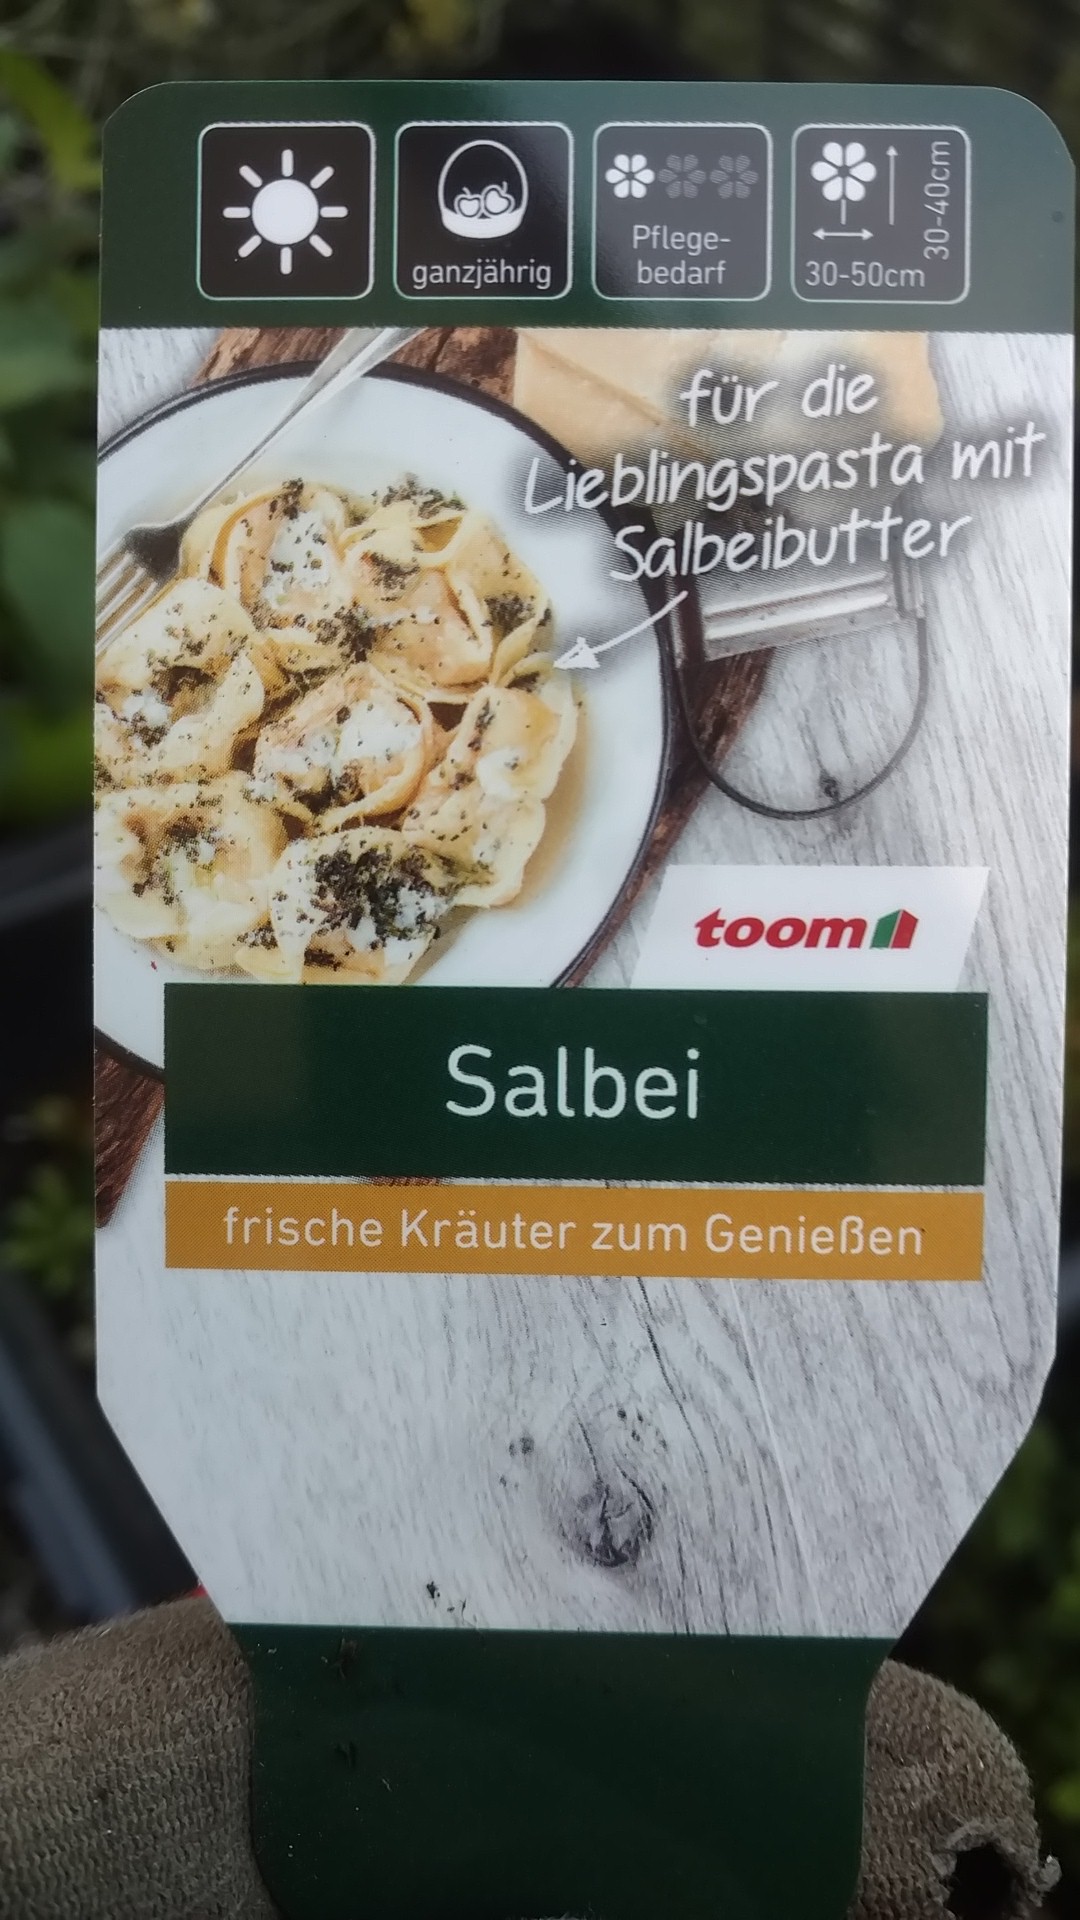 ganzjährig
Pflege-
bedarf
30-50cm
30-40cm
für die
Lieblingspasta mit
Salbeibutter
toom
Salbei
frische Kräuter zum Genießen